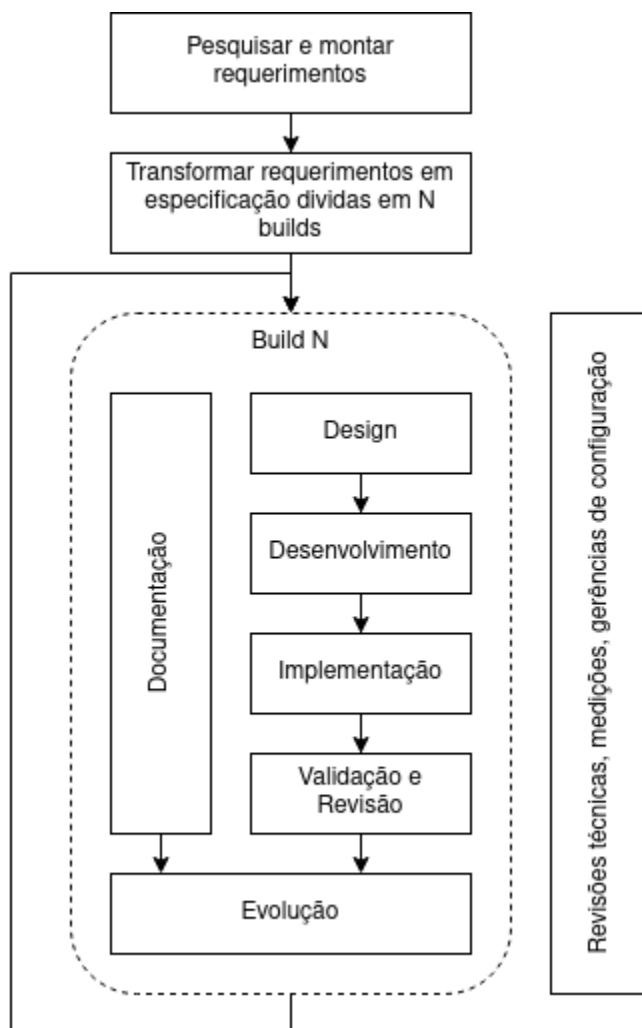 Pesquisar e montar
requerimentos
Transformar requerimentos em
especificação dividas em N
builds
Build N
Documentação
Design
Desenvolvimento
Implementação
Validação e
Revisão
Evolução
Revisões técnicas, medições, gerências de configuração